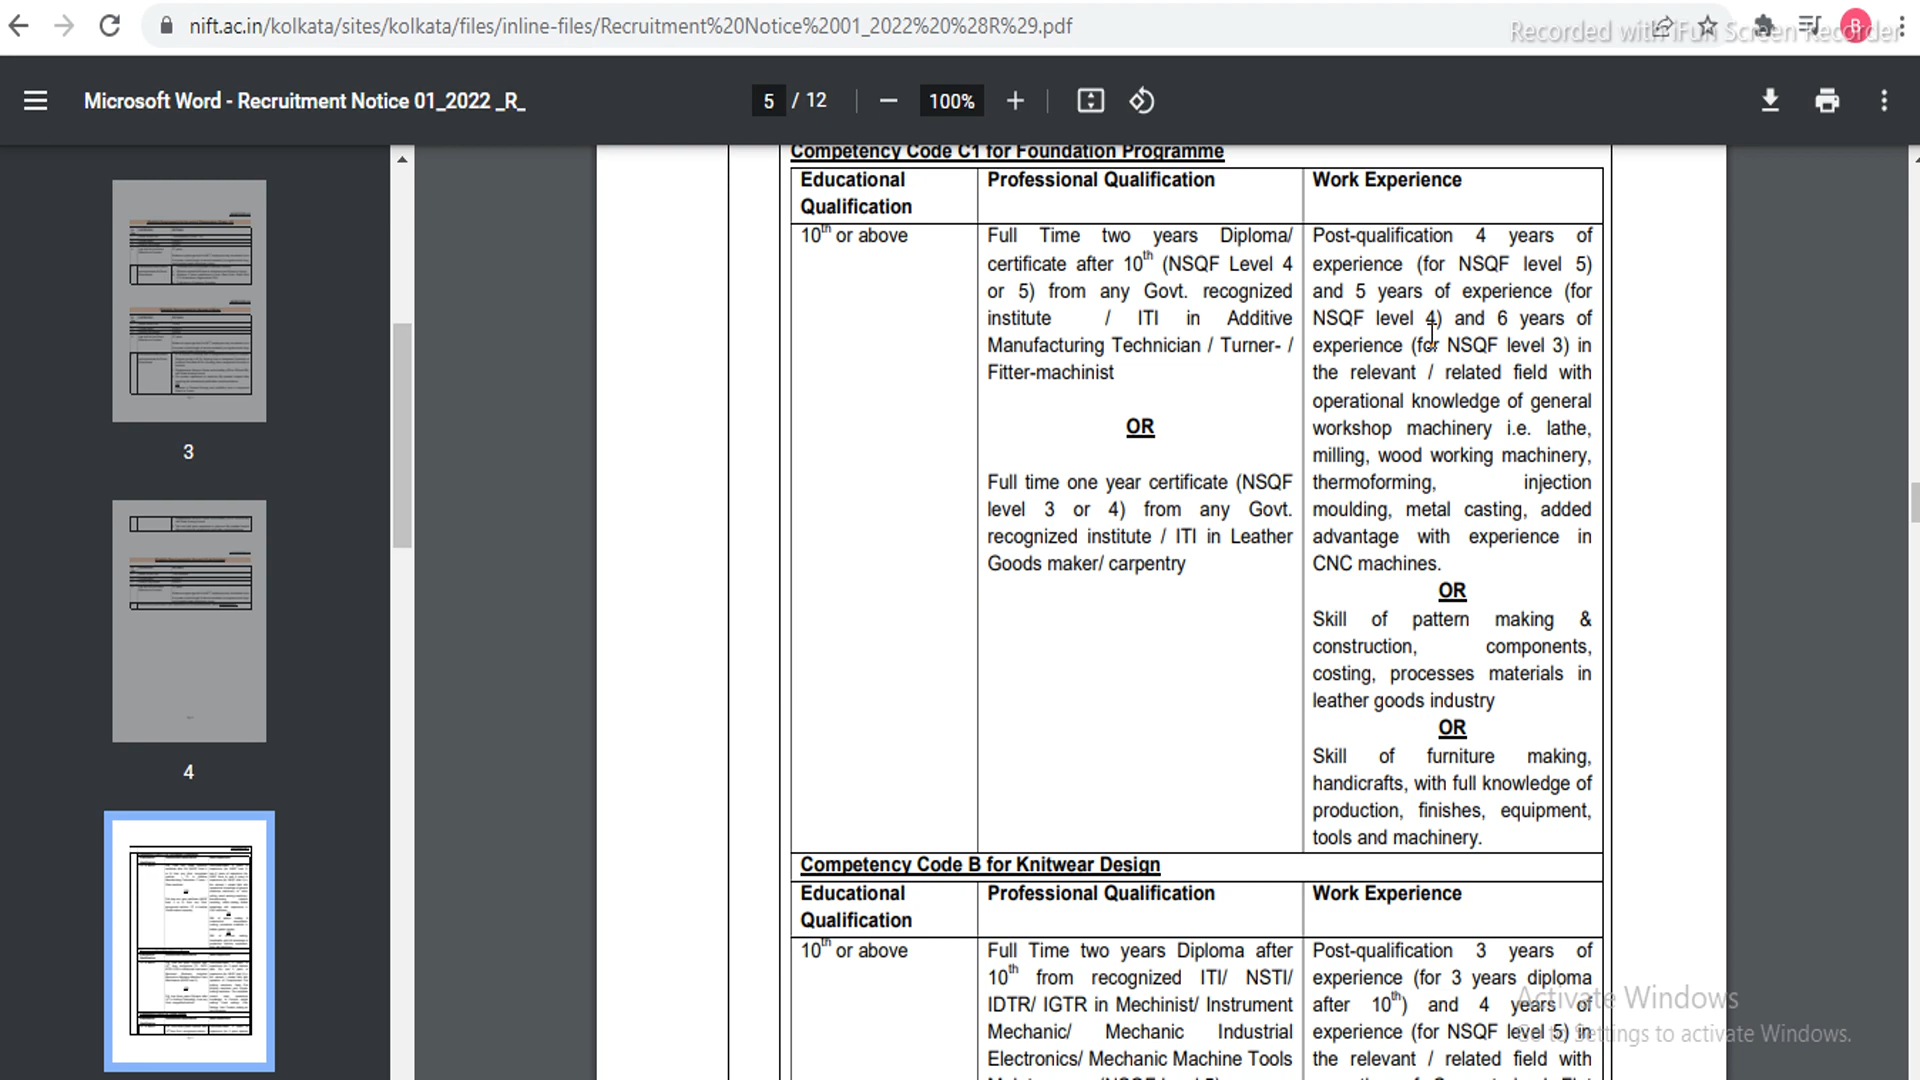 nift.ac.in/kolkata/sites/kolkata/files/inline-files/Recruitment%20Notice%2001_2022%20%28R%29.pdf
B
Recorded with iFun Screen Recorder
Microsoft Word - Recruitment Notice 01_2022 _R_
5 / 12
100%
3
4
Competency Code C1 for Foundation Programme
Educational
Qualification
Professional Qualification
Work Experience
10th or above
Full Time two years Diploma/
certificate after 10th (NSQF Level 4
or 5) from any Govt. recognized
institute / ITI in Additive
Manufacturing Technician / Turner- /
Fitter-machinist
OR
Full time one year certificate (NSQF
level 3 or 4) from any Govt.
recognized institute / ITI in Leather
Goods maker/ carpentry
Post-qualification 4 years of
experience (for NSQF level 5)
and 5 years of experience (for
NSQF level 4) and 6 years of
experience (for NSQF level 3) in
the relevant / related field with
operational knowledge of general
workshop machinery i.e. lathe,
milling, wood working machinery,
thermoforming, injection
moulding, metal casting, added
advantage with experience in
CNC machines.
OR
Skill of pattern making &
construction, components,
costing, processes materials in
leather goods industry
OR
Skill of furniture making,
handicrafts, with full knowledge of
production, finishes, equipment,
tools and machinery.
Competency Code B for Knitwear Design
Educational
Qualification
Professional Qualification
Work Experience
10th or above
Full Time two years Diploma after
10th from recognized ITI/ NSTI/
IDTR/ IGTR in Mechinist/ Instrument
Mechanic/ Mechanic Industrial
Electronics/ Mechanic Machine Tools
Post-qualification 3 years of
experience (for 3 years diploma
after 10th) and 4 years of
experience (for NSQF level 5) in
the relevant / related field with
Activate Windows
Go to Settings to activate Windows.